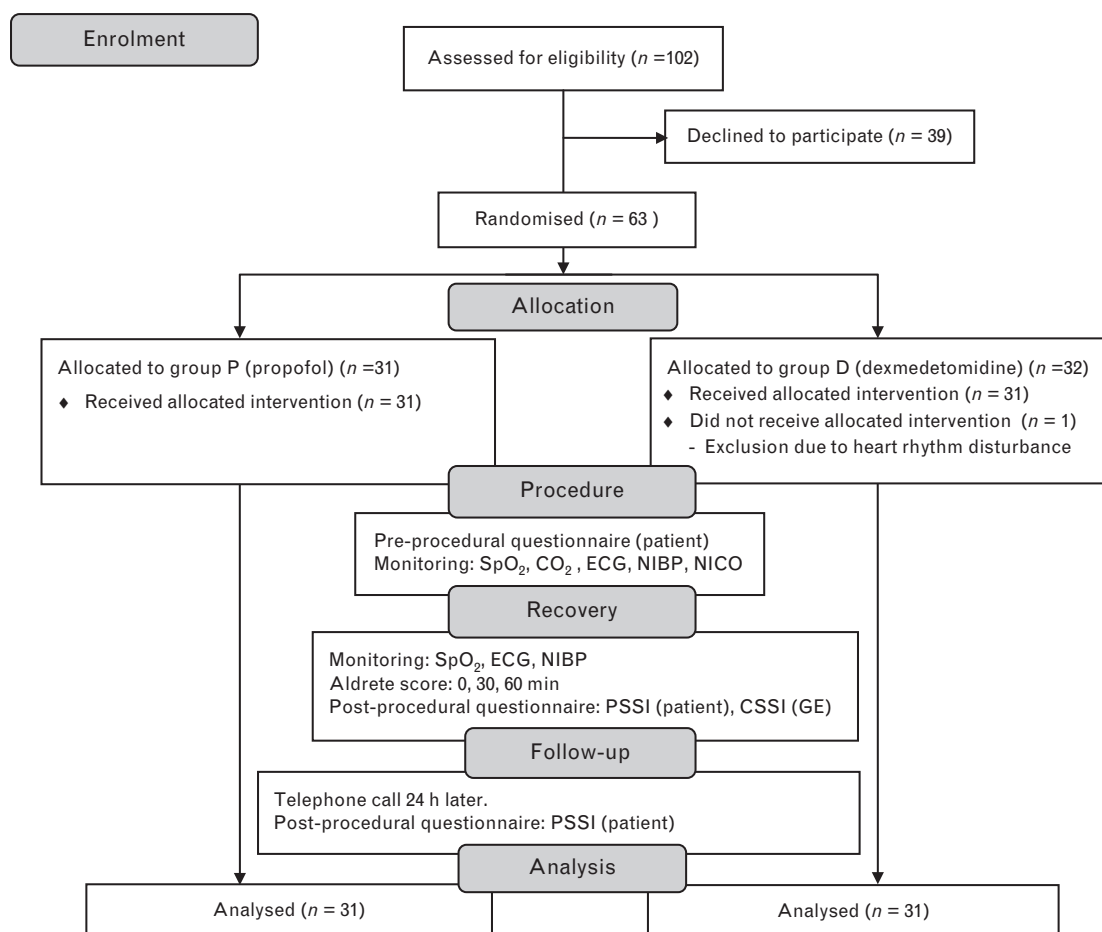 Enrolment
Assessed for eligibility (n =102)
Declined to participate (n = 39)
Randomised (n = 63 )
Allocation
Allocated to group P (propofol) (n =31)
♦ Received allocated intervention (n = 31)
Allocated to group D (dexmedetomidine) (n =32)
♦ Received allocated intervention (n = 31)
♦ Did not receive allocated intervention (n = 1)
- Exclusion due to heart rhythm disturbance
Procedure
Pre-procedural questionnaire (patient)
Monitoring: SpO₂, CO₂ , ECG, NIBP, NICO
Recovery
Monitoring: SpO₂, ECG, NIBP
Aldrete score: 0, 30, 60 min
Post-procedural questionnaire: PSSI (patient), CSSI (GE)
Follow-up
Telephone call 24 h later.
Post-procedural questionnaire: PSSI (patient)
Analysis
Analysed (n = 31)
Analysed (n = 31)